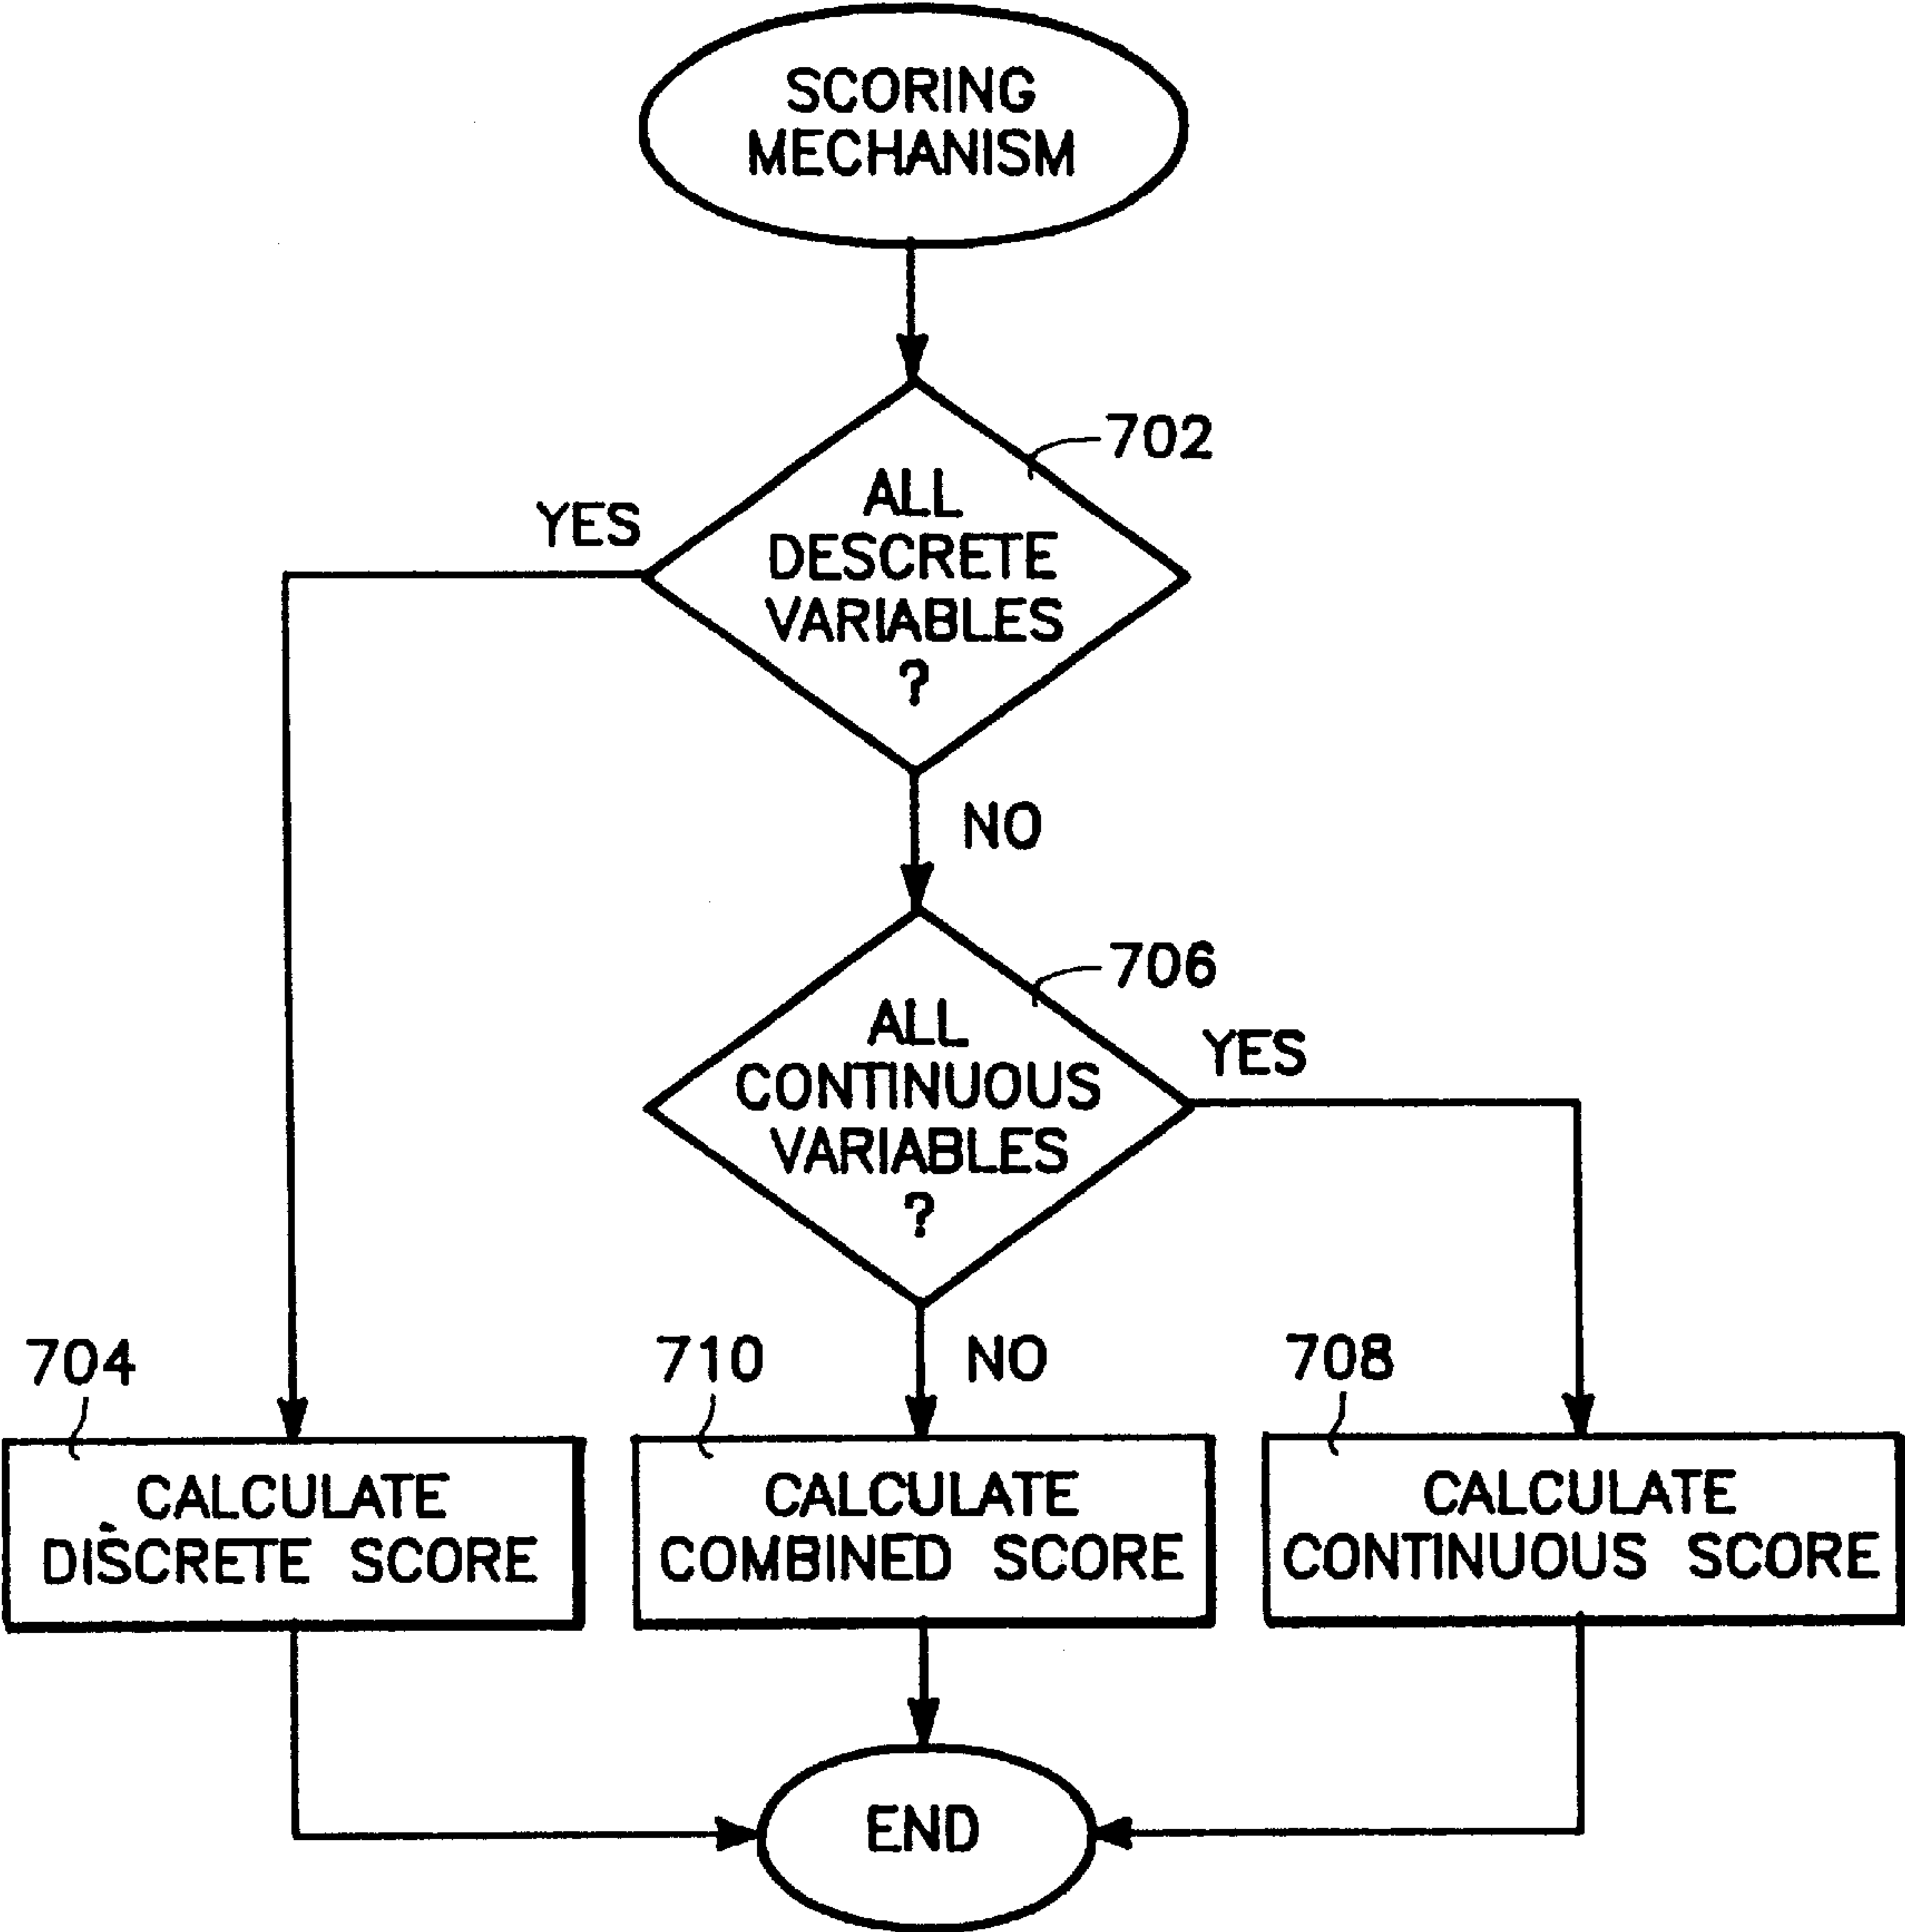 SCORING
MECHANISM
702
YES
ALL
DESCRETE
VARIABLES
?
NO
706
ALL
CONTINUOUS
VARIABLES
?
YES
NO
704
CALCULATE
DISCRETE SCORE
710
CALCULATE
COMBINED SCORE
708
CALCULATE
CONTINUOUS SCORE
END